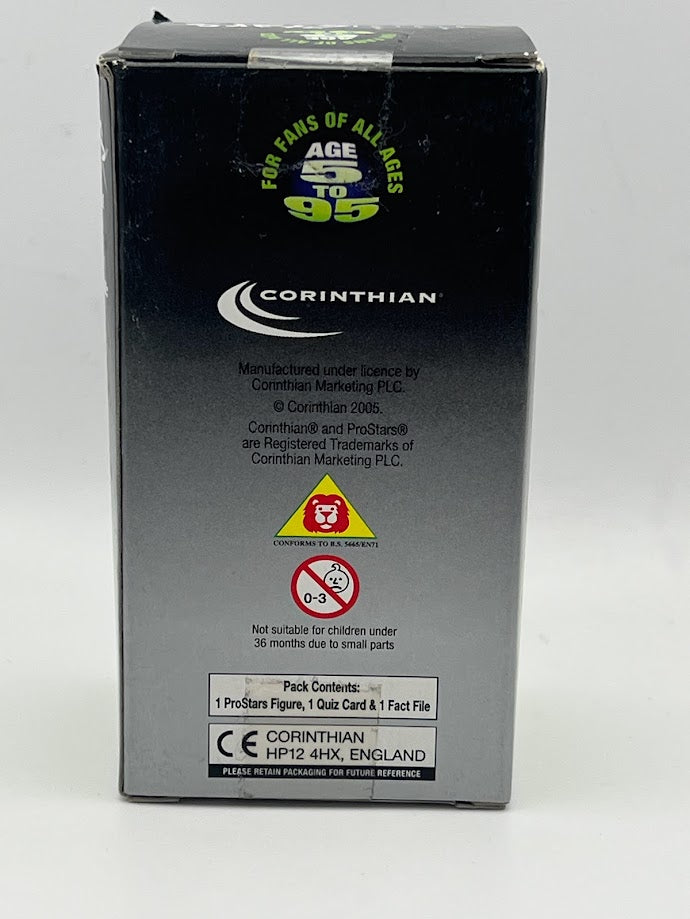 FOR FANS OF ALL AGES
AGE
5
TO
95
CORINTHIAN
Manufactured under licence by
Corinthian Marketing PLC.
© Corinthian 2005.
Corinthian® and ProStars®
are Registered Trademarks of
Corinthian Marketing PLC.
CONFORMS TO B.S. 5665/EN71
0-3
Not suitable for children under
36 months due to small parts
Pack Contents:
1 ProStars Figure, 1 Quiz Card & 1 Fact File
CE CORINTHIAN
HP12 4HX, ENGLAND
PLEASE RETAIN PACKAGING FOR FUTURE REFERENCE